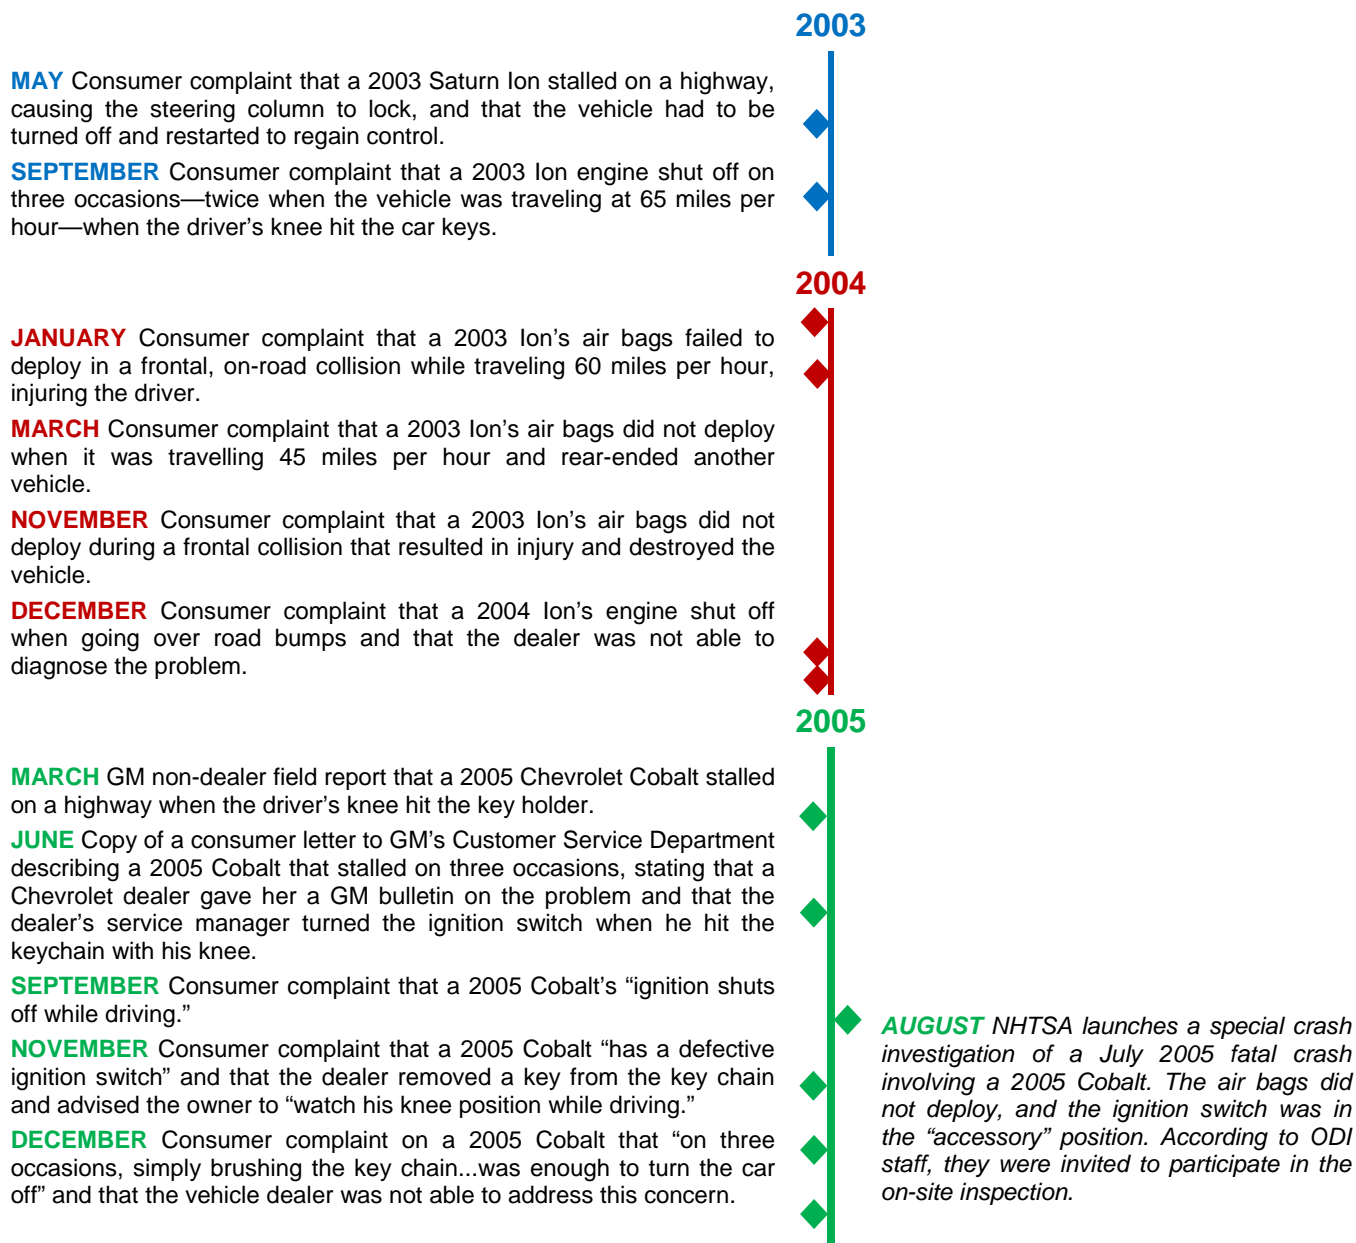 2003
MAY Consumer complaint that a 2003 Saturn Ion stalled on a highway,
causing the steering column to lock, and that the vehicle had to be
turned off and restarted to regain control.
SEPTEMBER Consumer complaint that a 2003 Ion engine shut off on
three occasions—twice when the vehicle was traveling at 65 miles per
hour—when the driver’s knee hit the car keys.
2004
JANUARY Consumer complaint that a 2003 Ion’s air bags failed to
deploy in a frontal, on-road collision while traveling 60 miles per hour,
injuring the driver.
MARCH Consumer complaint that a 2003 Ion’s air bags did not deploy
when it was travelling 45 miles per hour and rear-ended another
vehicle.
NOVEMBER Consumer complaint that a 2003 Ion’s air bags did not
deploy during a frontal collision that resulted in injury and destroyed the
vehicle.
DECEMBER Consumer complaint that a 2004 Ion’s engine shut off
when going over road bumps and that the dealer was not able to
diagnose the problem.
2005
MARCH GM non-dealer field report that a 2005 Chevrolet Cobalt stalled
on a highway when the driver’s knee hit the key holder.
JUNE Copy of a consumer letter to GM’s Customer Service Department
describing a 2005 Cobalt that stalled on three occasions, stating that a
Chevrolet dealer gave her a GM bulletin on the problem and that the
dealer’s service manager turned the ignition switch when he hit the
keychain with his knee.
SEPTEMBER Consumer complaint that a 2005 Cobalt’s “ignition shuts
off while driving.”
NOVEMBER Consumer complaint that a 2005 Cobalt “has a defective
ignition switch” and that the dealer removed a key from the key chain
and advised the owner to “watch his knee position while driving.”
DECEMBER Consumer complaint on a 2005 Cobalt that “on three
occasions, simply brushing the key chain...was enough to turn the car
off” and that the vehicle dealer was not able to address this concern.
AUGUST NHTSA launches a special crash
investigation of a July 2005 fatal crash
involving a 2005 Cobalt. The air bags did
not deploy, and the ignition switch was in
the “accessory” position. According to ODI
staff, they were invited to participate in the
on-site inspection.